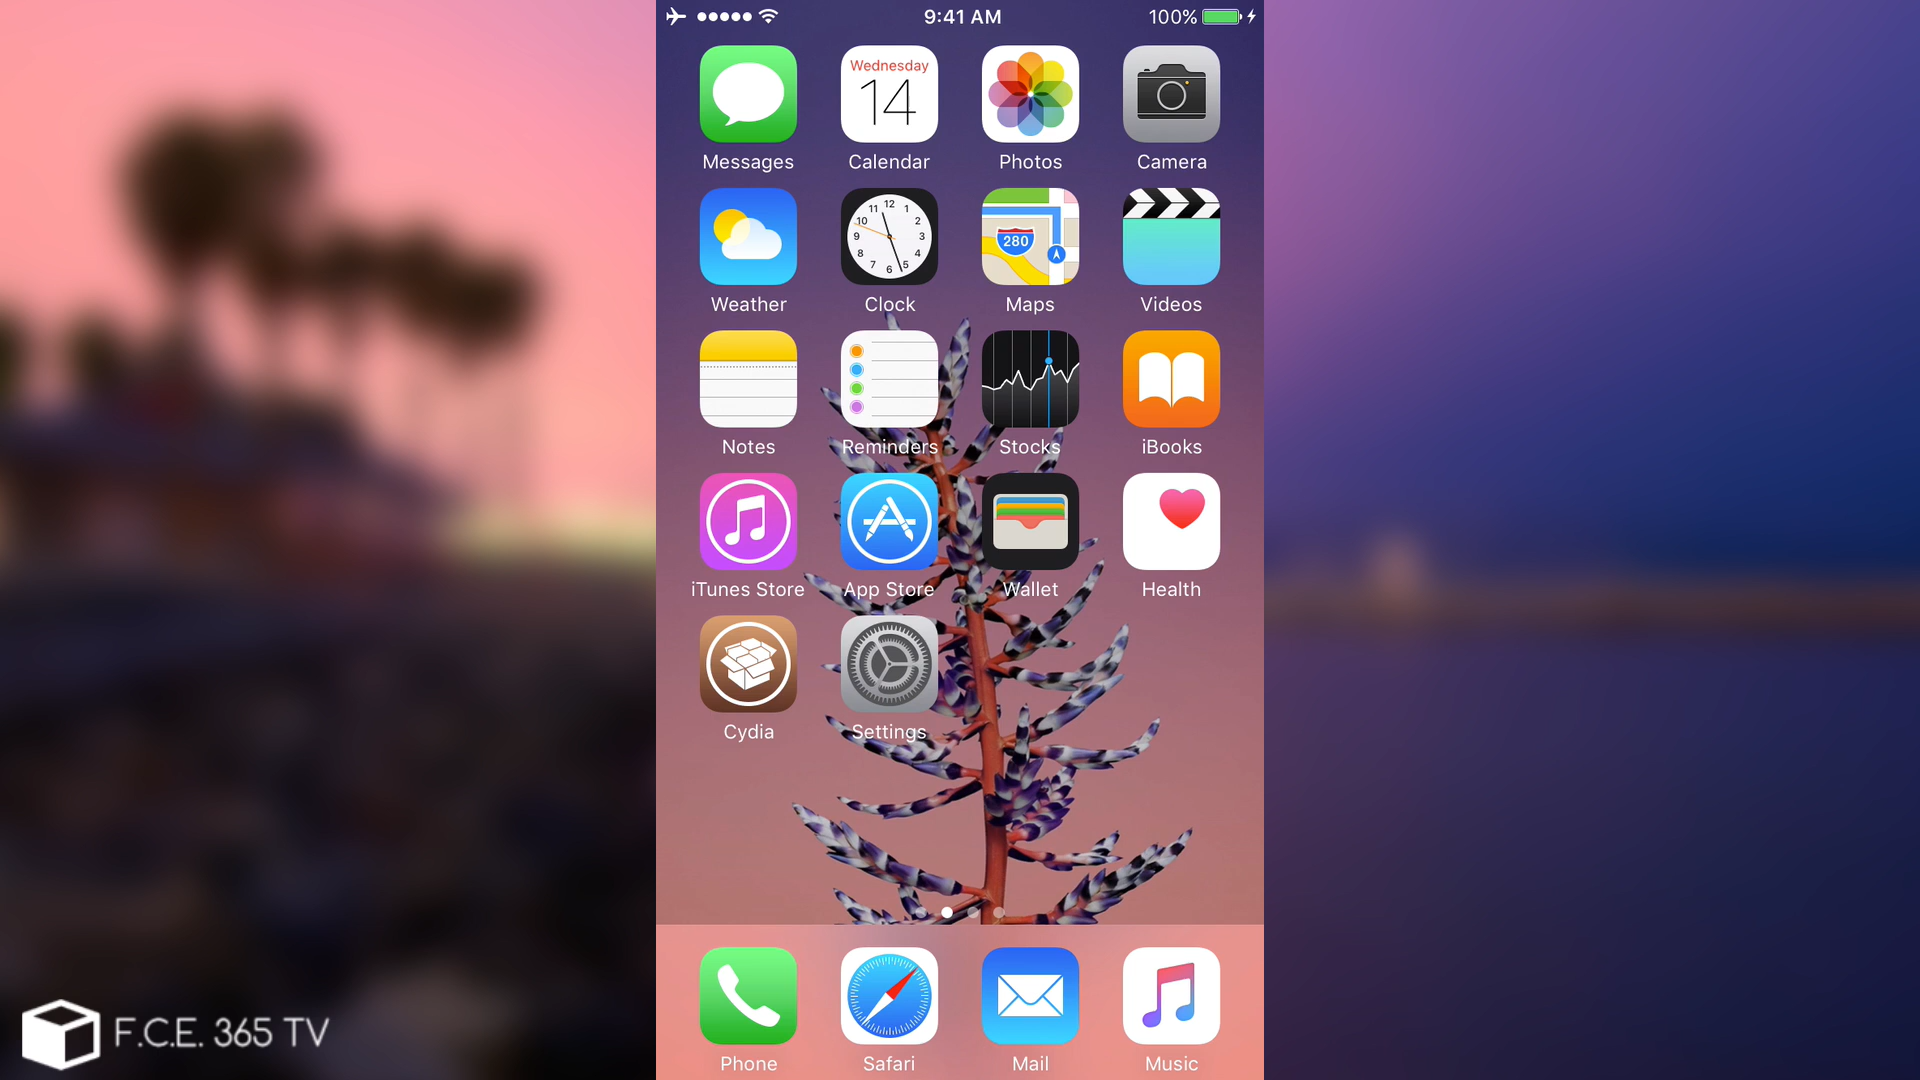 9:41 AM 100%
Wednesday
14
Messages Calendar Photos Camera
12 1 2 3 4 5 6 7 8 9 10 11
280
Weather Clock Maps Videos
Notes Reminders Stocks iBooks
iTunes Store App Store Wallet Health
Cydia Settings
Phone Safari Mail Music
F.C.E. 365 TV